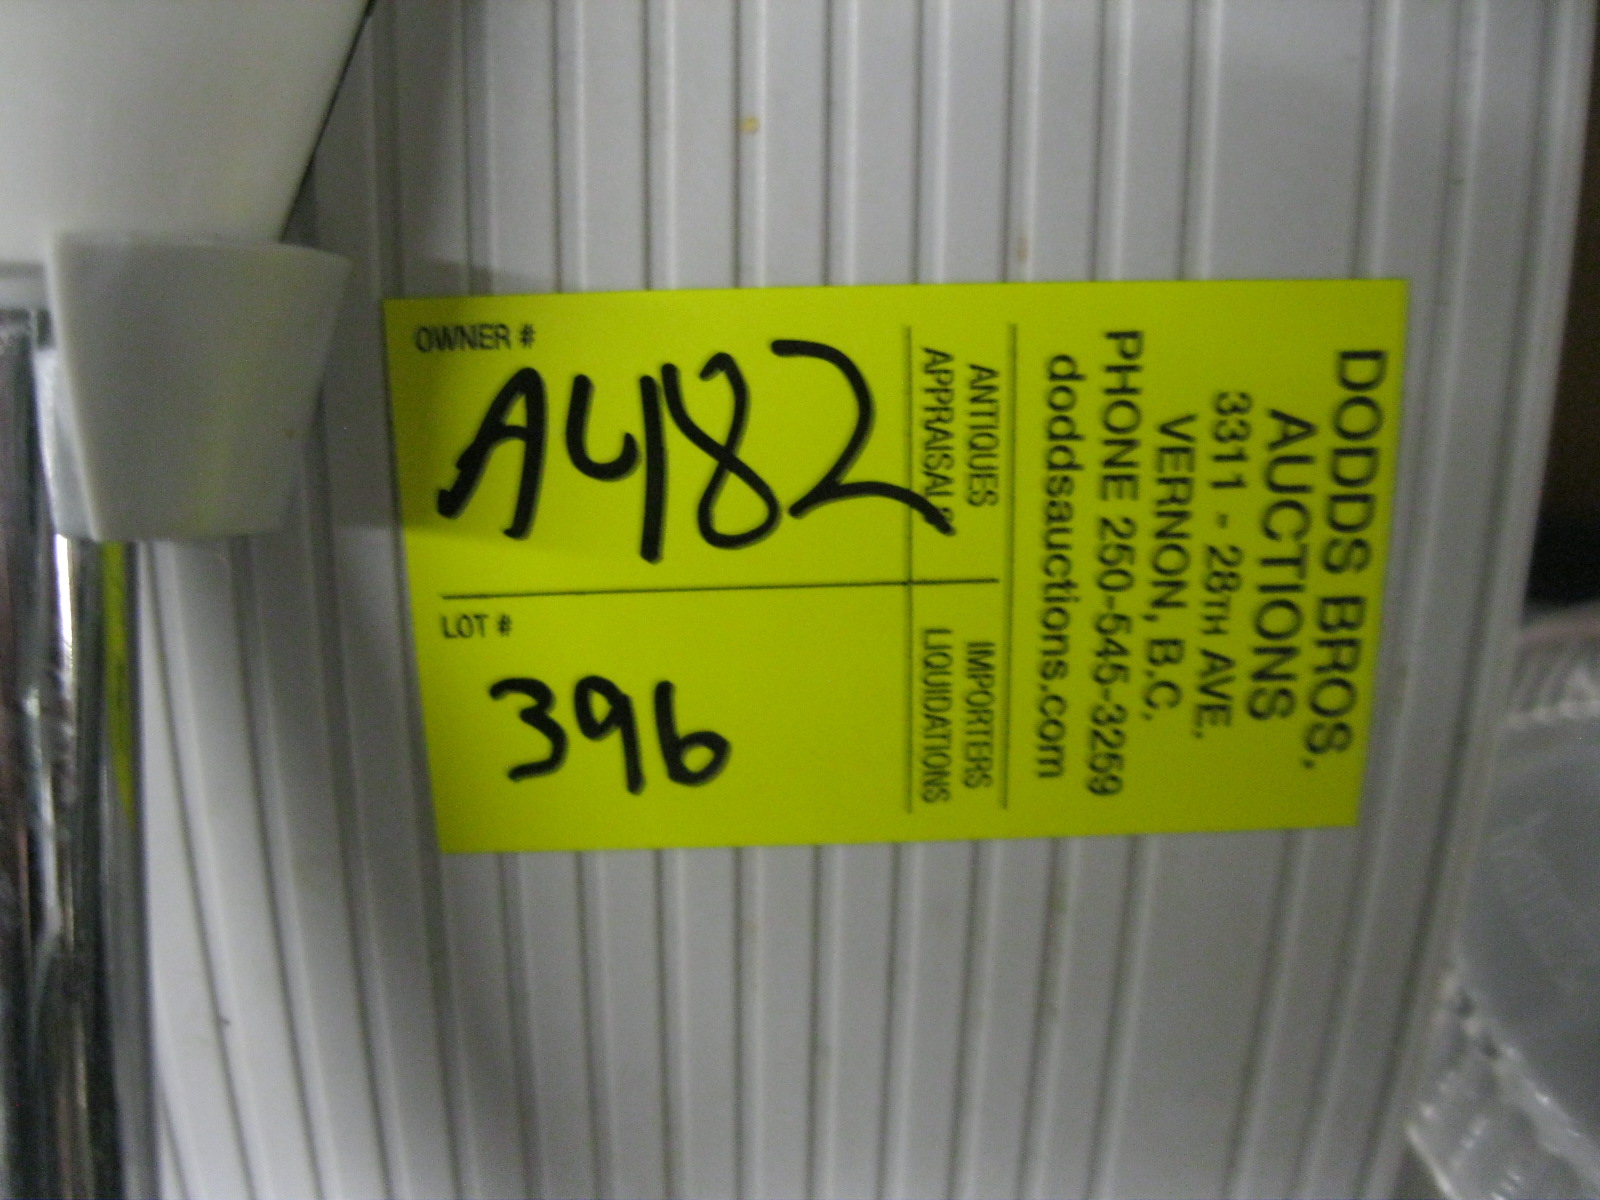 DODDS BROS.
AUCTIONS
3311 - 28TH AVE.
VERNON, B.C.
PHONE 250-545-3259
doddsauctions.com
ANTIQUES IMPORTERS
APPRAISALS LIQUIDATIONS
OWNER #
A482
LOT #
396